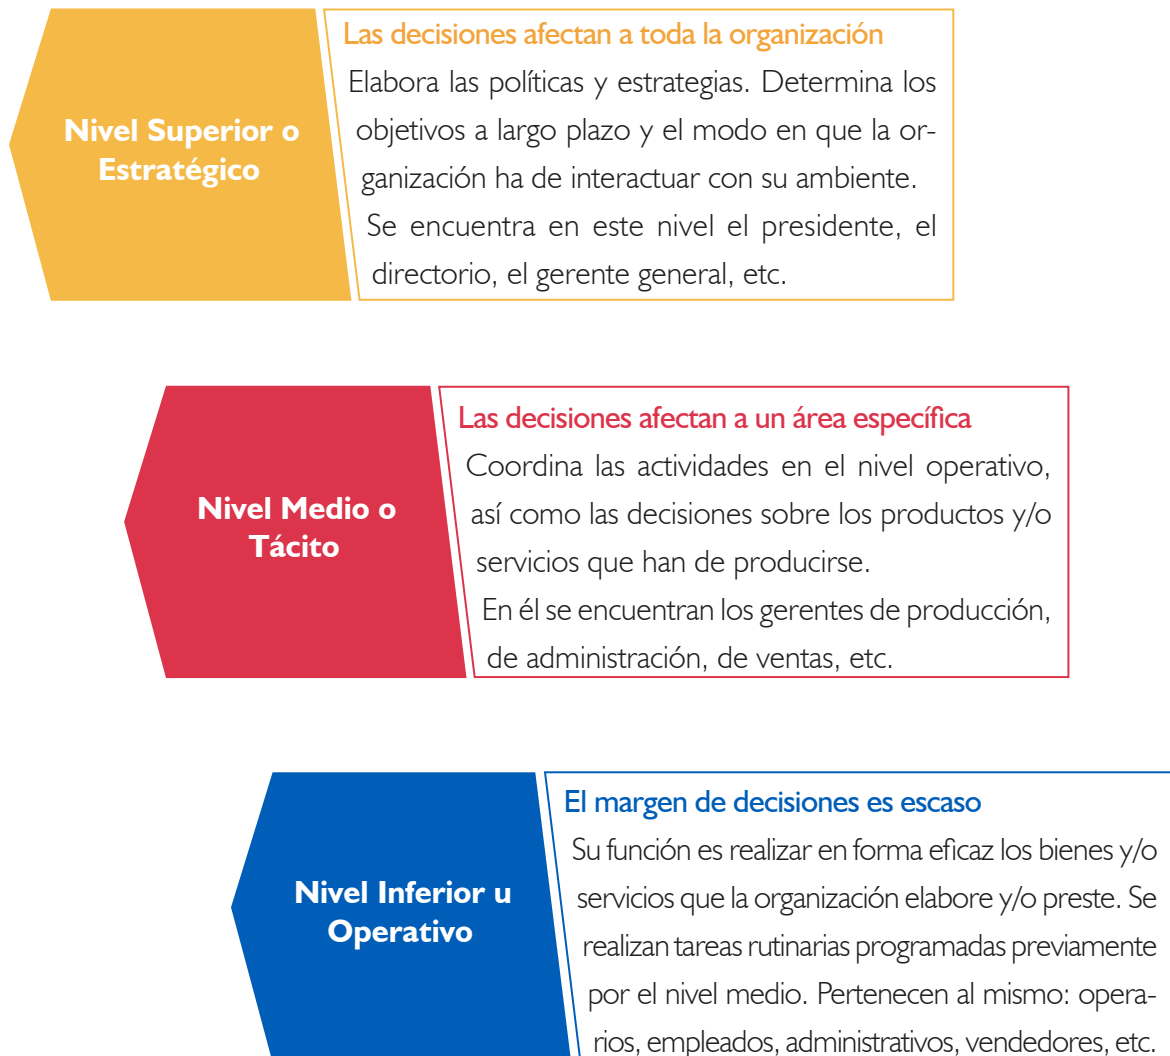 Nivel Superior o
Estratégico
Las decisiones afectan a toda la organización
Elabora las políticas y estrategias. Determina los
objetivos a largo plazo y el modo en que la or-
ganización ha de interactuar con su ambiente.
Se encuentra en este nivel el presidente, el
directorio, el gerente general, etc.
Nivel Medio o
Tácito
Las decisiones afectan a un área específica
Coordina las actividades en el nivel operativo,
así como las decisiones sobre los productos y/o
servicios que han de producirse.
En él se encuentran los gerentes de producción,
de administración, de ventas, etc.
Nivel Inferior u
Operativo
El margen de decisiones es escaso
Su función es realizar en forma eficaz los bienes y/o
servicios que la organización elabore y/o preste. Se
realizan tareas rutinarias programadas previamente
por el nivel medio. Pertenecen al mismo: opera-
rios, empleados, administrativos, vendedores, etc.